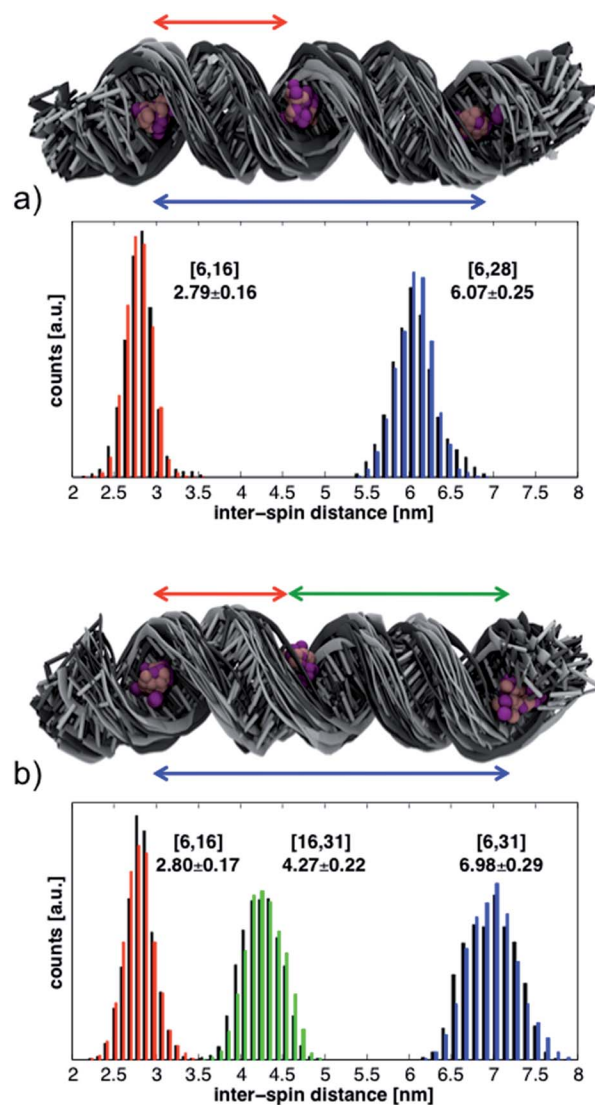 a)
[6,16]
2.79±0.16
[6,28]
6.07±0.25
counts [a.u.]
2 2.5 3 3.5 4 4.5 5 5.5 6 6.5 7 7.5 8
inter-spin distance [nm]
b)
[6,16]
2.80±0.17
[16,31]
4.27±0.22
[6,31]
6.98±0.29
counts [a.u.]
2 2.5 3 3.5 4 4.5 5 5.5 6 6.5 7 7.5 8
inter-spin distance [nm]